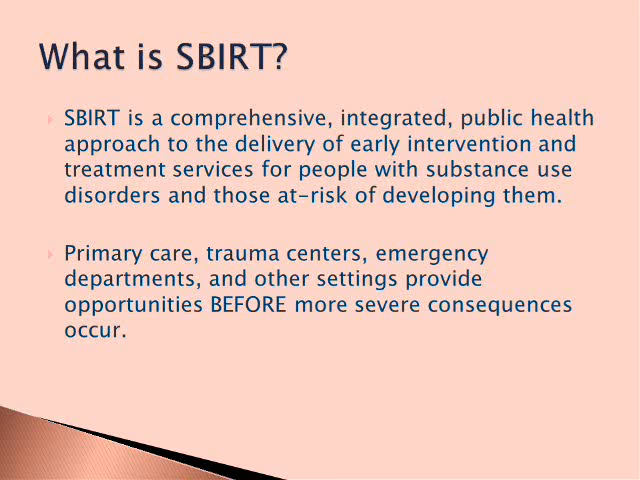 What is SBIRT?
SBIRT is a comprehensive, integrated, public health
approach to the delivery of early intervention and
treatment services for people with substance use
disorders and those at-risk of developing them.
Primary care, trauma centers, emergency
departments, and other settings provide
opportunities BEFORE more severe consequences
occur.